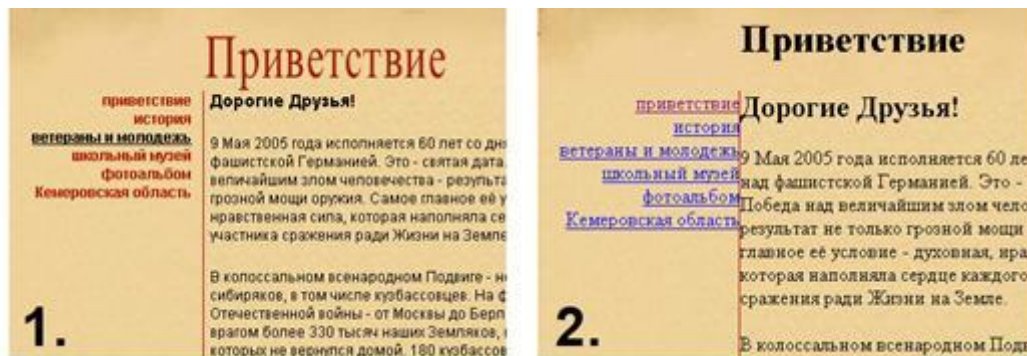 Приветствие
приветствие
история
ветераны и молодежь
школьный музей
фотоальбом
Кемеровская область
Дорогие Друзья!
9 Мая 2005 года исполняется 60 лет со дн
фашистской Германией. Это - святая дата.
величайшим злом человечества - результа
грозной мощи оружия. Самое главное её у
нравственная сила, которая наполняла се
участника сражения ради Жизни на Земле
В колоссальном всенародном Подвиге - н
сибиряков, в том числе кузбассовцев. На ф
Отечественной войны - от Москвы до Берл
врагом более 330 тысяч наших Земляков,
которых не вернулся домой. 180 кузбассов
1.
Приветствие
приветствие
история
ветераны и молодежь
школьный музей
фотоальбом
Кемеровская область
Дорогие Друзья!
9 Мая 2005 года исполняется 60 ле
над фашистской Германией. Это -
Победа над величайшим злом чело
результат не только грозной мощи
главное её условие - духовная, нра
которая наполняла сердце каждого
сражения ради Жизни на Земле.
В колоссальном всенародном Подв
2.